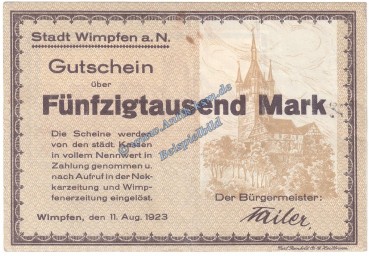 Stadt Wimpfen a. N.
Gutschein
über
Fünfzigtausend Mark
Die Scheine werden
von den städt. Kassen
in vollem Nennwert in
Zahlung genommen u.
nach Aufruf in der Nek-
karzeitung und Wimp-
fenerzeitung eingelöst.
Der Bürgermeister:
Wimpfen, den 11. Aug. 1923
Beispielbild